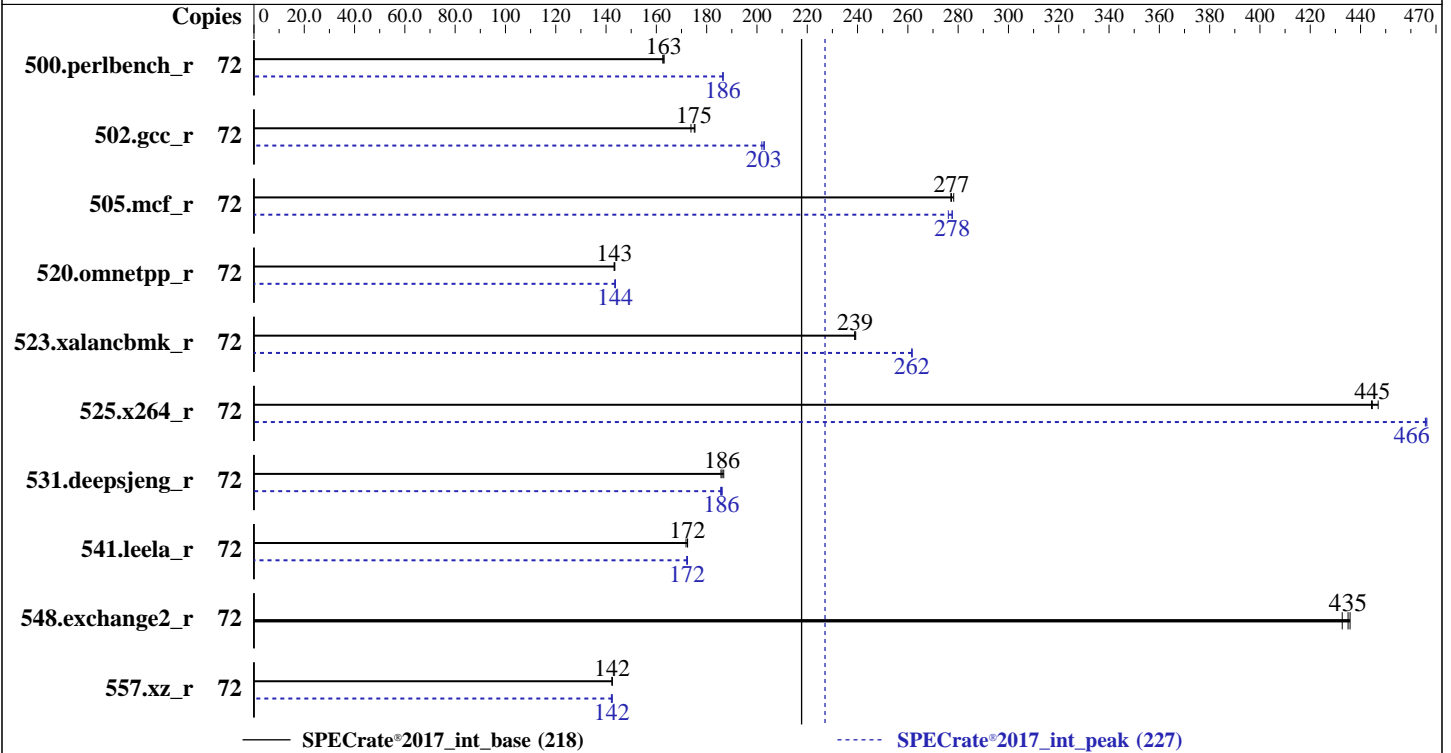 Copies 0 20.0 40.0 60.0 80.0 100 120 140 160 180 200 220 240 260 280 300 320 340 360 380 400 420 440 470
163
500.perlbench_r 72
186
175
502.gcc_r 72
203
277
505.mcf_r 72
278
143
520.omnetpp_r 72
144
239
523.xalancbmk_r 72
262
445
525.x264_r 72
466
186
531.deepsjeng_r 72
186
172
541.leela_r 72
172
435
548.exchange2_r 72
142
557.xz_r 72
142
SPECrate®2017_int_base (218) SPECrate®2017_int_peak (227)